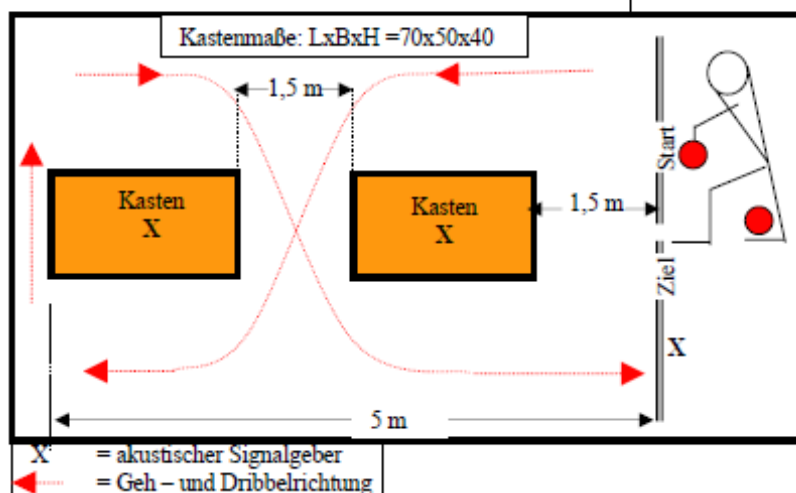 Kastenmaße: LxBxH =70x50x40
1,5 m
Start
Kasten
X
Kasten
X
1,5 m
Ziel
X
5 m
X = akustischer Signalgeber
= Geh – und Dribbelrichtung